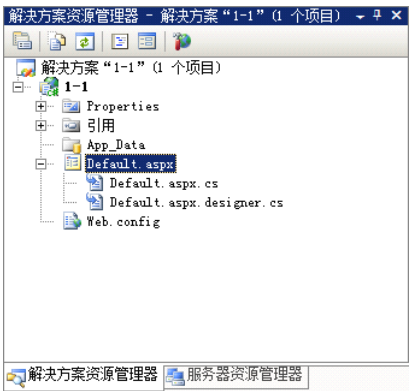 解决方案资源管理器 - 解决方案“1-1”(1 个项目)
解决方案“1-1”(1 个项目)
1-1
Properties
引用
App_Data
Default.aspx
Default.aspx.cs
Default.aspx.designer.cs
Web.config
解决方案资源管理器 服务器资源管理器